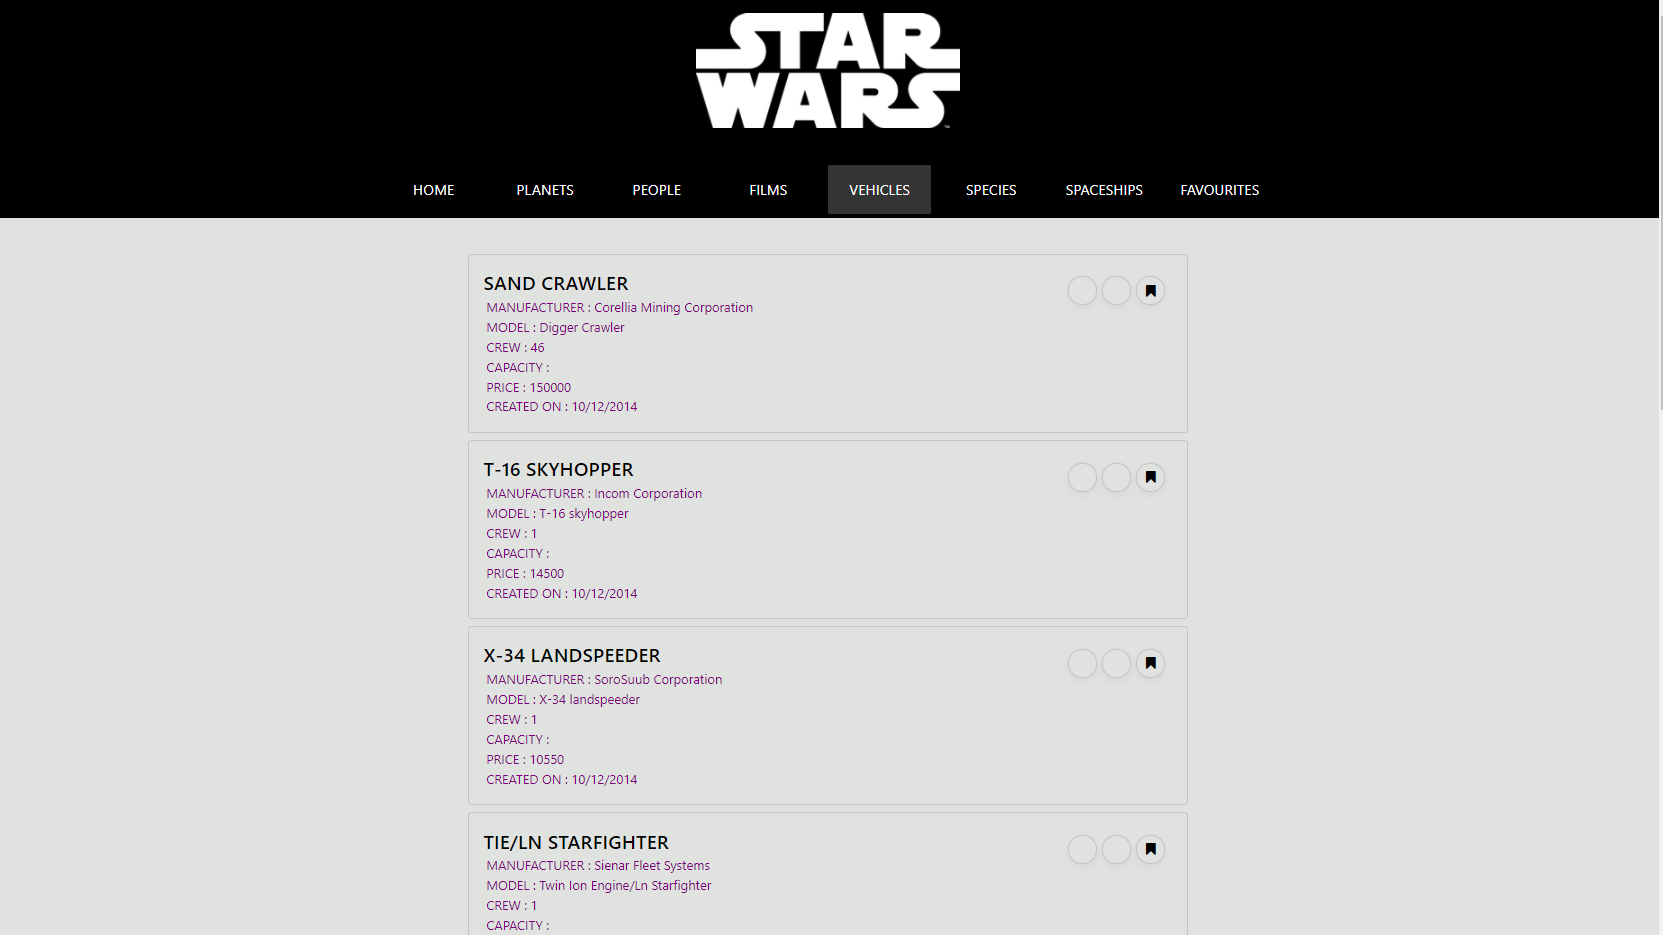 STAR
WARS
™
HOME PLANETS PEOPLE FILMS VEHICLES SPECIES SPACESHIPS FAVOURITES
SAND CRAWLER
MANUFACTURER : Corellia Mining Corporation
MODEL : Digger Crawler
CREW : 46
CAPACITY :
PRICE : 150000
CREATED ON : 10/12/2014
T-16 SKYHOPPER
MANUFACTURER : Incom Corporation
MODEL : T-16 skyhopper
CREW : 1
CAPACITY :
PRICE : 14500
CREATED ON : 10/12/2014
X-34 LANDSPEEDER
MANUFACTURER : SoroSuub Corporation
MODEL : X-34 landspeeder
CREW : 1
CAPACITY :
PRICE : 10550
CREATED ON : 10/12/2014
TIE/LN STARFIGHTER
MANUFACTURER : Sienar Fleet Systems
MODEL : Twin Ion Engine/Ln Starfighter
CREW : 1
CAPACITY :